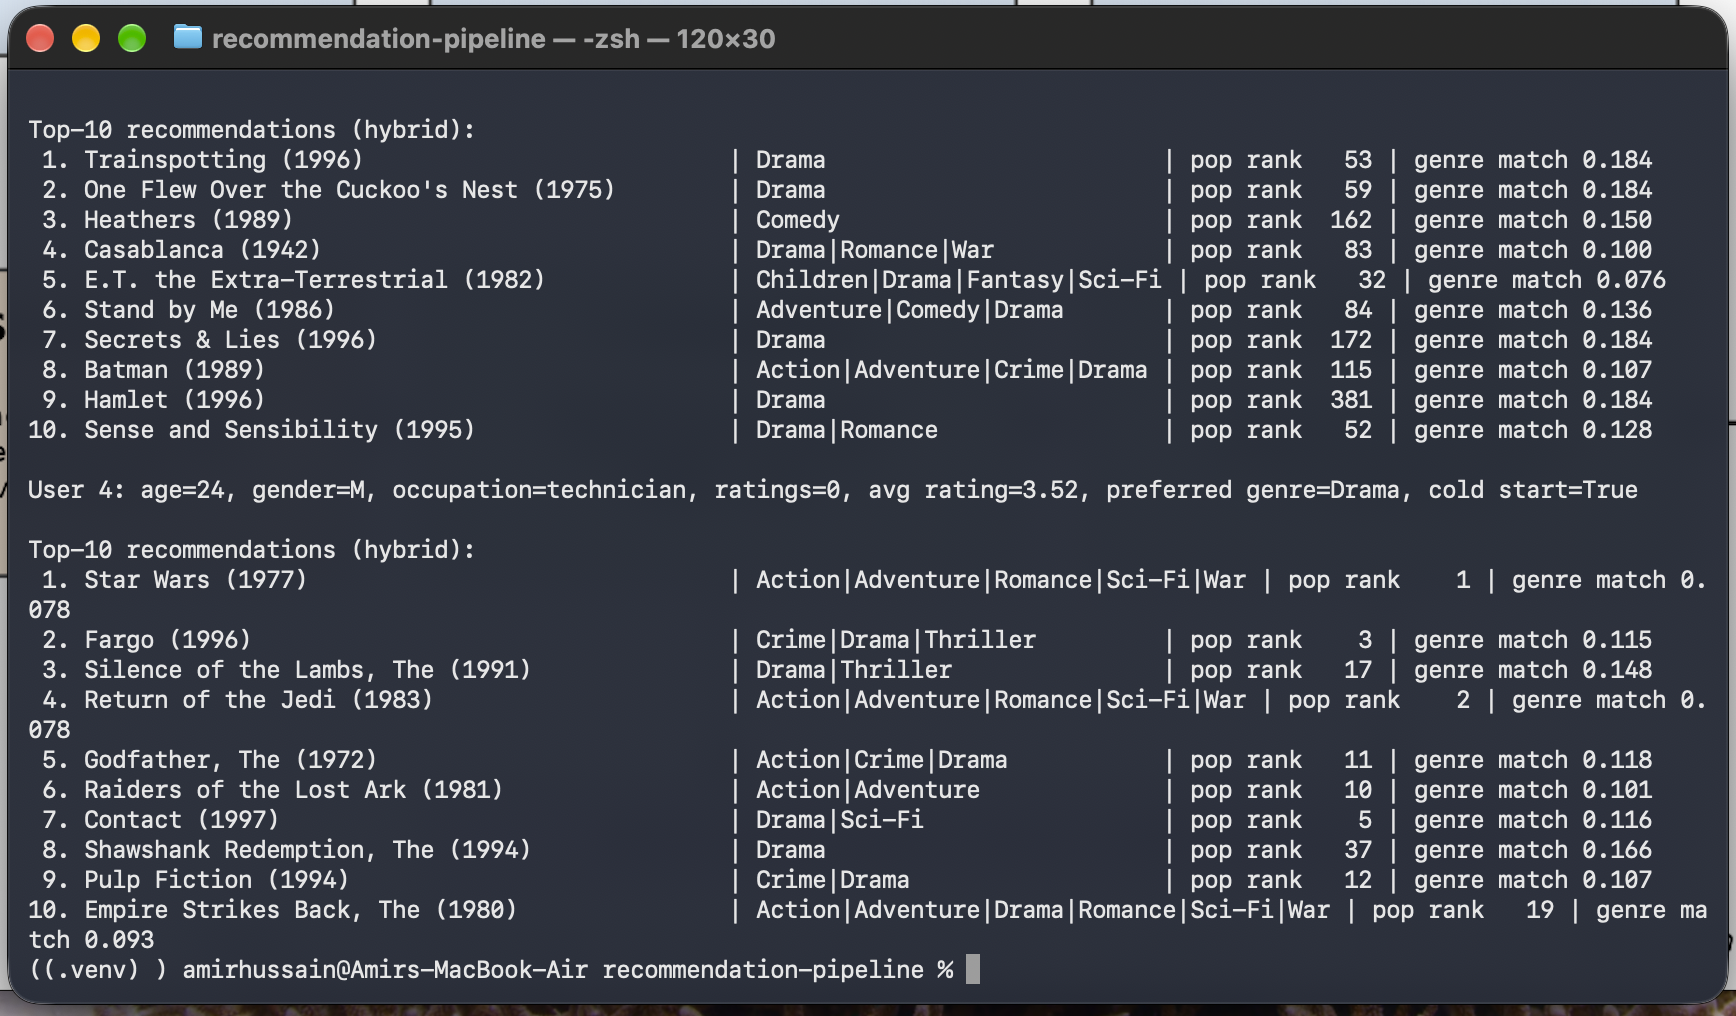 recommendation-pipeline — -zsh — 120×30
Top-10 recommendations (hybrid):
 1. Trainspotting (1996)                          | Drama                        | pop rank   53 | genre match 0.184
 2. One Flew Over the Cuckoo's Nest (1975)        | Drama                        | pop rank   59 | genre match 0.184
 3. Heathers (1989)                               | Comedy                       | pop rank  162 | genre match 0.150
 4. Casablanca (1942)                             | Drama|Romance|War            | pop rank   83 | genre match 0.100
 5. E.T. the Extra-Terrestrial (1982)             | Children|Drama|Fantasy|Sci-Fi | pop rank   32 | genre match 0.076
 6. Stand by Me (1986)                            | Adventure|Comedy|Drama       | pop rank   84 | genre match 0.136
 7. Secrets & Lies (1996)                         | Drama                        | pop rank  172 | genre match 0.184
 8. Batman (1989)                                 | Action|Adventure|Crime|Drama | pop rank  115 | genre match 0.107
 9. Hamlet (1996)                                 | Drama                        | pop rank  381 | genre match 0.184
10. Sense and Sensibility (1995)                  | Drama|Romance                | pop rank   52 | genre match 0.128
User 4: age=24, gender=M, occupation=technician, ratings=0, avg rating=3.52, preferred genre=Drama, cold start=True
Top-10 recommendations (hybrid):
 1. Star Wars (1977)                              | Action|Adventure|Romance|Sci-Fi|War | pop rank    1 | genre match 0.
078
 2. Fargo (1996)                                  | Crime|Drama|Thriller         | pop rank    3 | genre match 0.115
 3. Silence of the Lambs, The (1991)              | Drama|Thriller               | pop rank   17 | genre match 0.148
 4. Return of the Jedi (1983)                     | Action|Adventure|Romance|Sci-Fi|War | pop rank    2 | genre match 0.
078
 5. Godfather, The (1972)                         | Action|Crime|Drama           | pop rank   11 | genre match 0.118
 6. Raiders of the Lost Ark (1981)                | Action|Adventure             | pop rank   10 | genre match 0.101
 7. Contact (1997)                                | Drama|Sci-Fi                 | pop rank    5 | genre match 0.116
 8. Shawshank Redemption, The (1994)              | Drama                        | pop rank   37 | genre match 0.166
 9. Pulp Fiction (1994)                           | Crime|Drama                  | pop rank   12 | genre match 0.107
10. Empire Strikes Back, The (1980)               | Action|Adventure|Drama|Romance|Sci-Fi|War | pop rank   19 | genre ma
tch 0.093
((.venv) ) amirhussain@Amirs-MacBook-Air recommendation-pipeline %